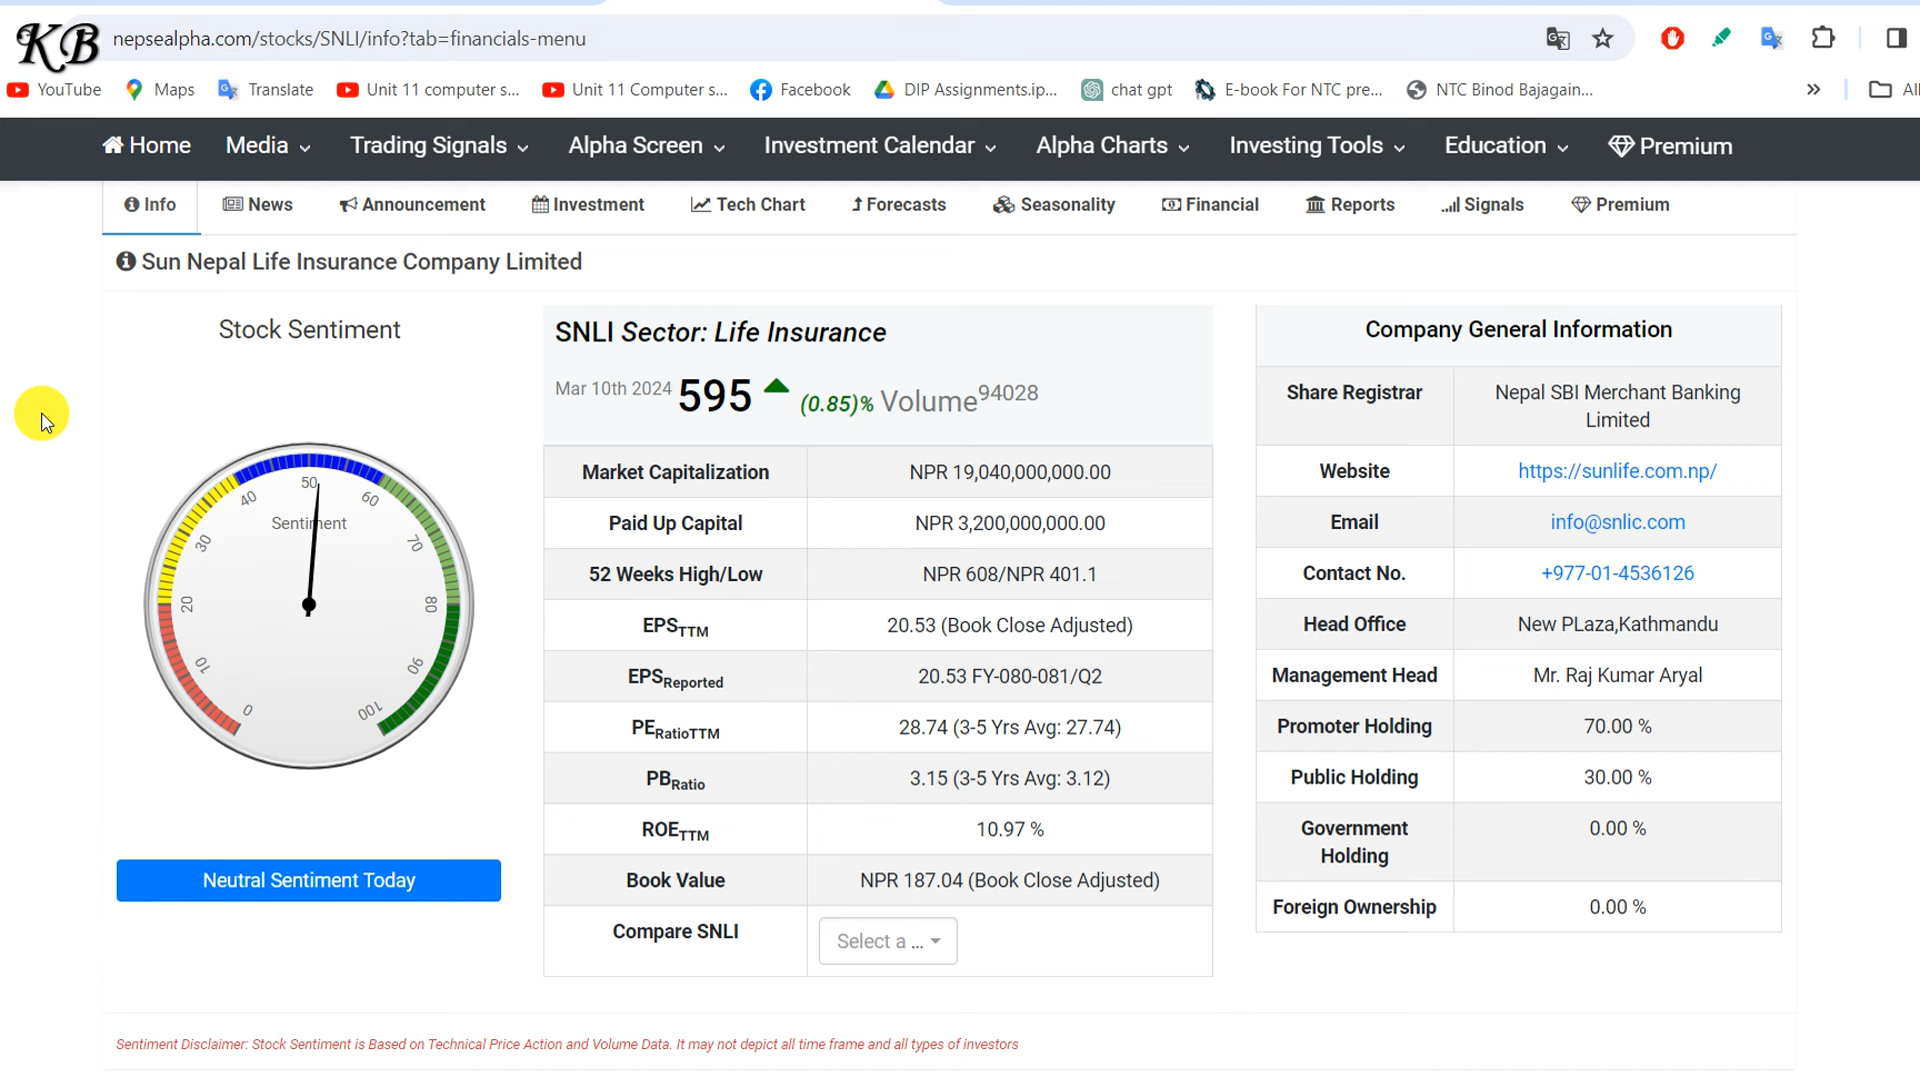 KB
nepsealpha.com/stocks/SNLI/info?tab=financials-menu
YouTube Maps Translate Unit 11 computer s... Unit 11 Computer s... Facebook DIP Assignments.ip... chat gpt E-book For NTC pre... NTC Binod Bajagain... » All
Home Media Trading Signals Alpha Screen Investment Calendar Alpha Charts Investing Tools Education Premium
Info News Announcement Investment Tech Chart Forecasts Seasonality Financial Reports Signals Premium
Sun Nepal Life Insurance Company Limited
Stock Sentiment
0 10 20 30 40 50 60 70 80 90 100
Sentiment
Neutral Sentiment Today
SNLI Sector: Life Insurance
Mar 10th 2024 595 (0.85)% Volume 94028
Market Capitalization NPR 19,040,000,000.00
Paid Up Capital NPR 3,200,000,000.00
52 Weeks High/Low NPR 608/NPR 401.1
EPS TTM 20.53 (Book Close Adjusted)
EPS Reported 20.53 FY-080-081/Q2
PE RatioTTM 28.74 (3-5 Yrs Avg: 27.74)
PB Ratio 3.15 (3-5 Yrs Avg: 3.12)
ROE TTM 10.97 %
Book Value NPR 187.04 (Book Close Adjusted)
Compare SNLI Select a ...
Company General Information
Share Registrar Nepal SBI Merchant Banking
Limited
Website https://sunlife.com.np/
Email info@snlic.com
Contact No. +977-01-4536126
Head Office New PLaza,Kathmandu
Management Head Mr. Raj Kumar Aryal
Promoter Holding 70.00 %
Public Holding 30.00 %
Government 0.00 %
Holding
Foreign Ownership 0.00 %
Sentiment Disclaimer: Stock Sentiment is Based on Technical Price Action and Volume Data. It may not depict all time frame and all types of investors